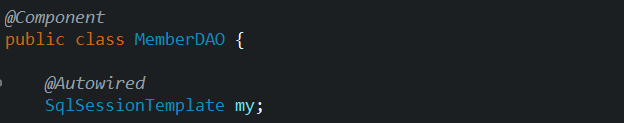 @Component
public class MemberDAO {
@Autowired
SqlSessionTemplate my;